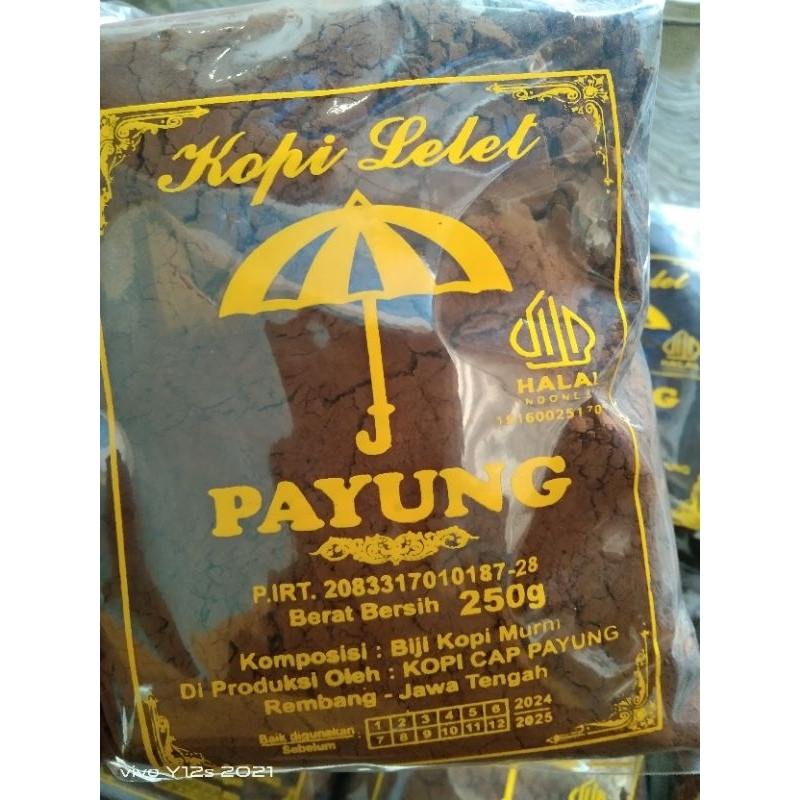 Kopi Lelet
HALAL
INDONESIA
PAYUNG
P.IRT. 2083317010187-28
Berat Bersih 250g
Komposisi : Biji Kopi Murni
Di Produksi Oleh : KOPI CAP PAYUNG
Rembang - Jawa Tengah
Baik digunakan Sebelum : 1 2 3 4 5 6 2024
7 8 9 10 11 12 2025
vivo Y12s 2021